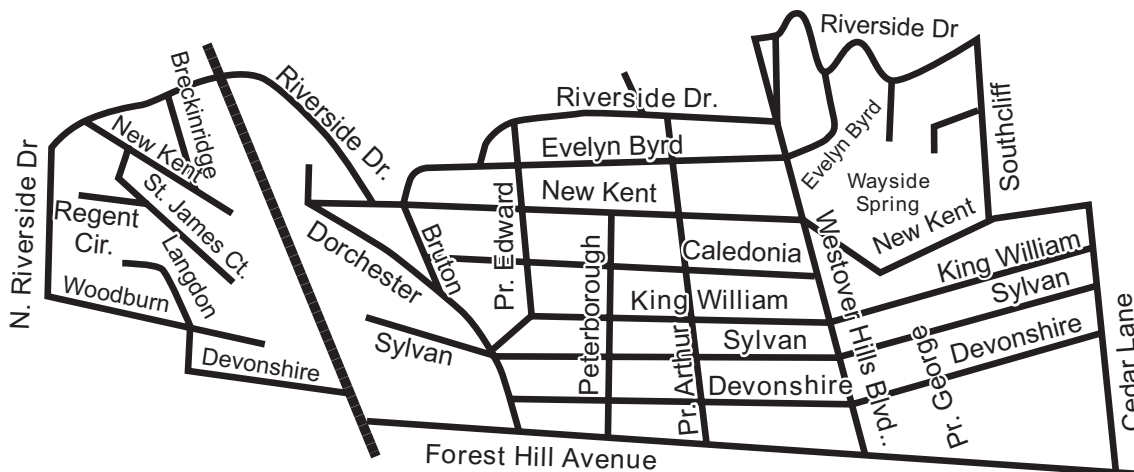 Riverside Dr
Breckinridge
Riverside Dr.
Riverside Dr.
New Kent
Evelyn Byrd
Evelyn Byrd
Southcliff
N. Riverside Dr
St. James Ct.
Regent
Cir.
Langdon
Woodburn
Devonshire
Dorchester
Bruton
Pr. Edward
New Kent
Wayside
Spring
New Kent
Caledonia
Westover Hills Blvd..
King William
King William
Peterborough
Pr. Arthur
Sylvan
Sylvan
Sylvan
Devonshire
Devonshire
Pr. George
Cedar Lane
Forest Hill Avenue